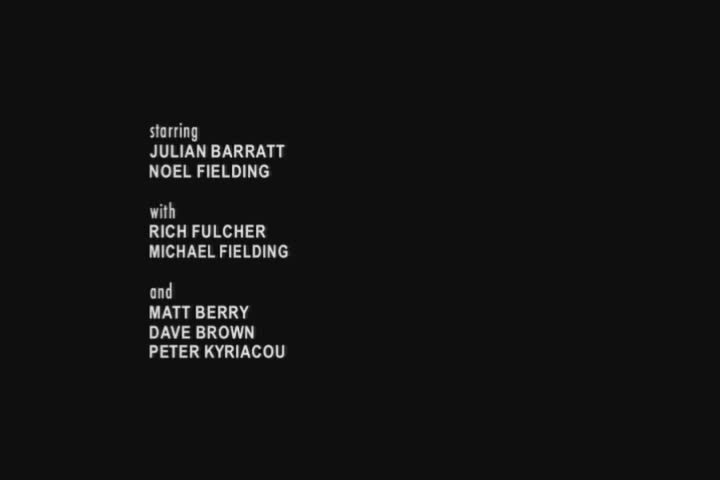 starring
JULIAN BARRATT
NOEL FIELDING
with
RICH FULCHER
MICHAEL FIELDING
and
MATT BERRY
DAVE BROWN
PETER KYRIACOU